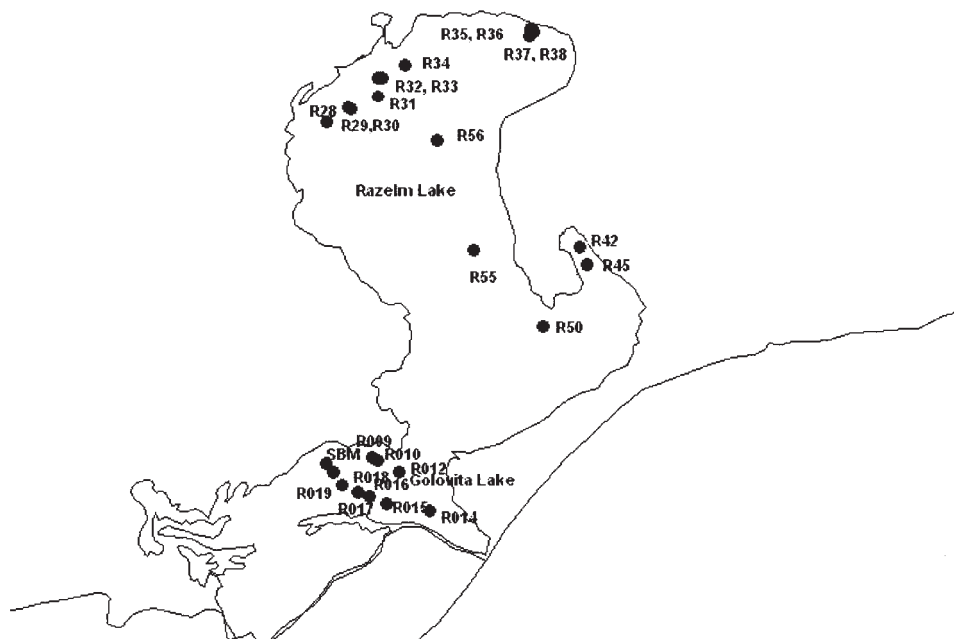 R35, R36
R37, R38
R34
R32, R33
R31
R28
R29,R30
R56
Razelm Lake
R42
R45
R55
R50
R009
SBM
R010
R012
R018
Golovita Lake
R016
R019
R017
R015
R014